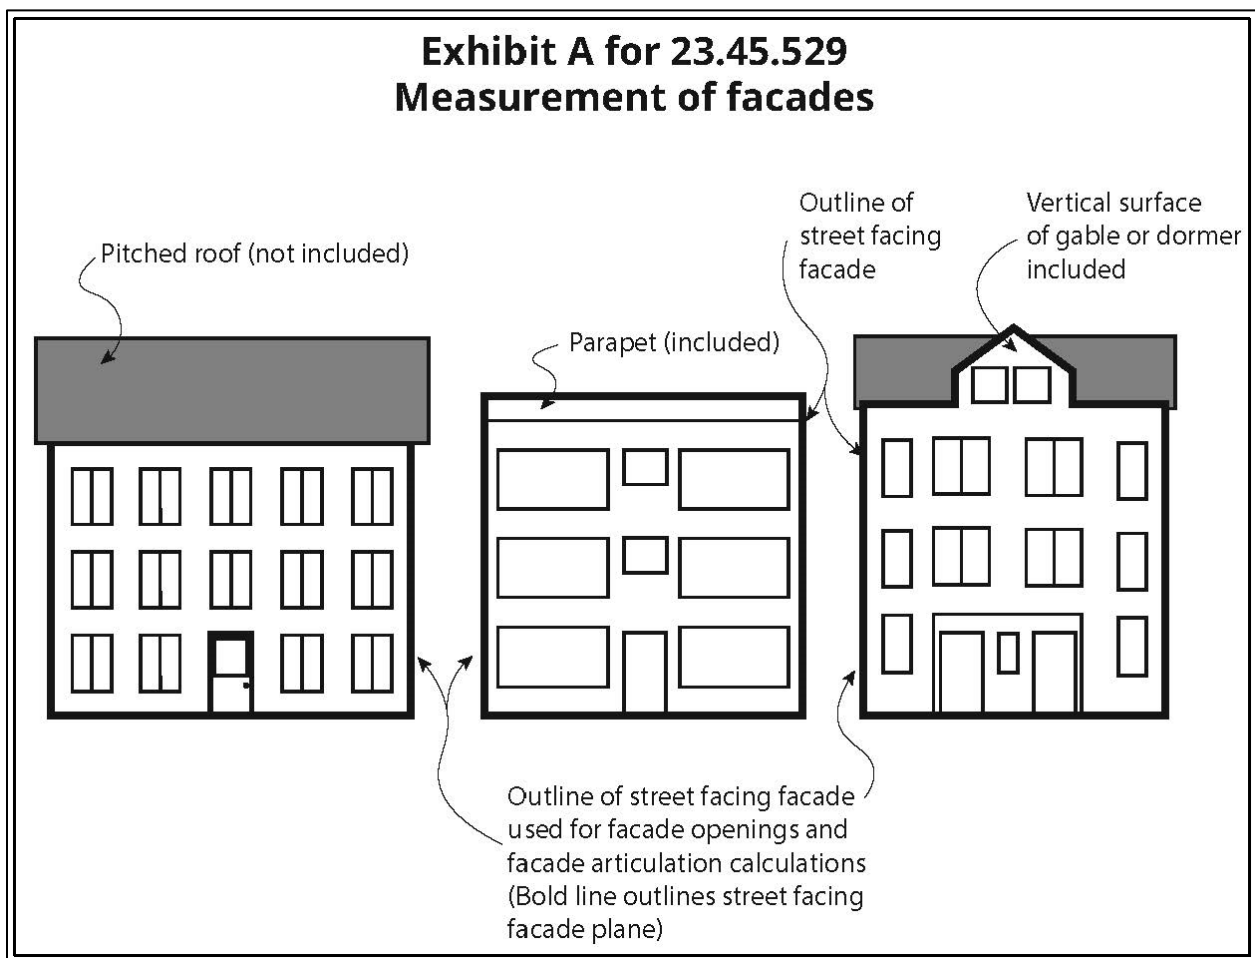 Exhibit A for 23.45.529
Measurement of facades
Pitched roof (not included)
Parapet (included)
Outline of
street facing
facade
Vertical surface
of gable or dormer
included
Outline of street facing facade
used for facade openings and
facade articulation calculations
(Bold line outlines street facing
facade plane)